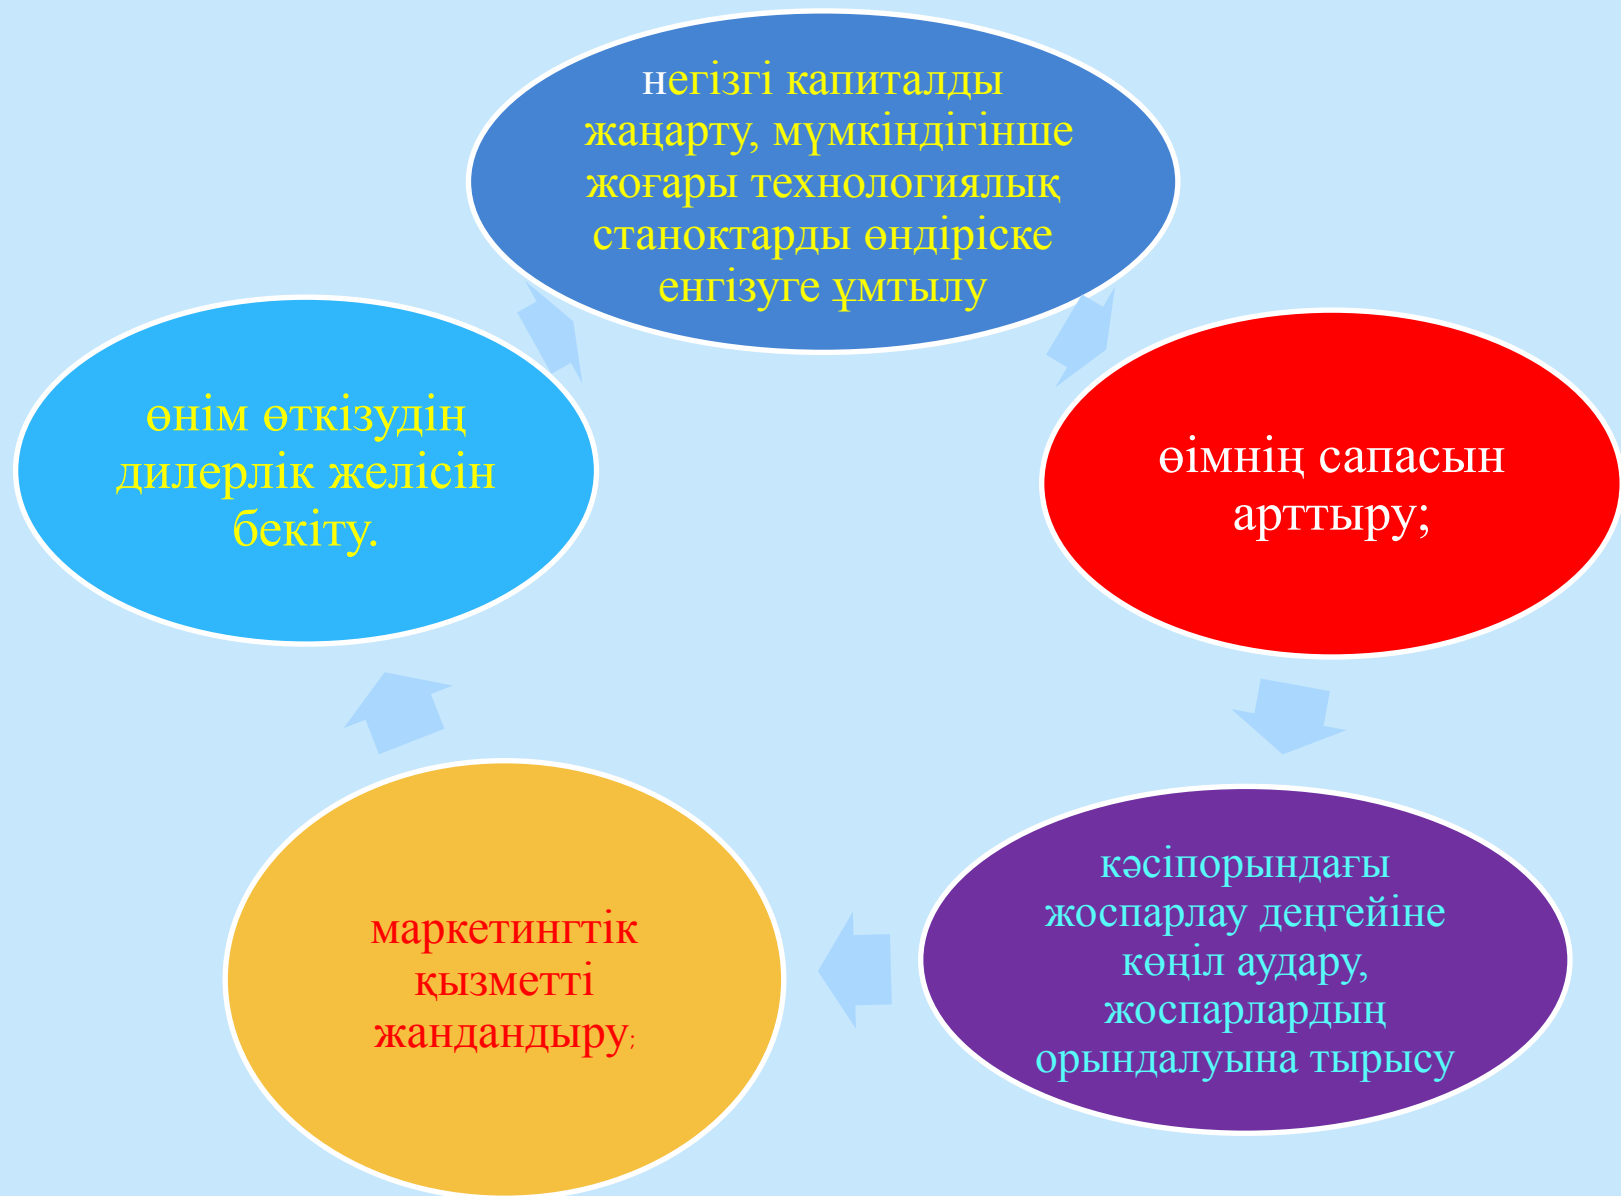 негізгі капиталды
жаңарту, мүмкіндігінше
жоғары технологиялық
станоктарды өндіріске
енгізуге ұмтылу
өімнің сапасын
арттыру;
кәсіпорындағы
жоспарлау деңгейіне
көңіл аудару,
жоспарлардың
орындалуына тырысу
маркетингтік
қызметті
жандандыру;
өнім өткізудің
дилерлік желісін
бекіту.